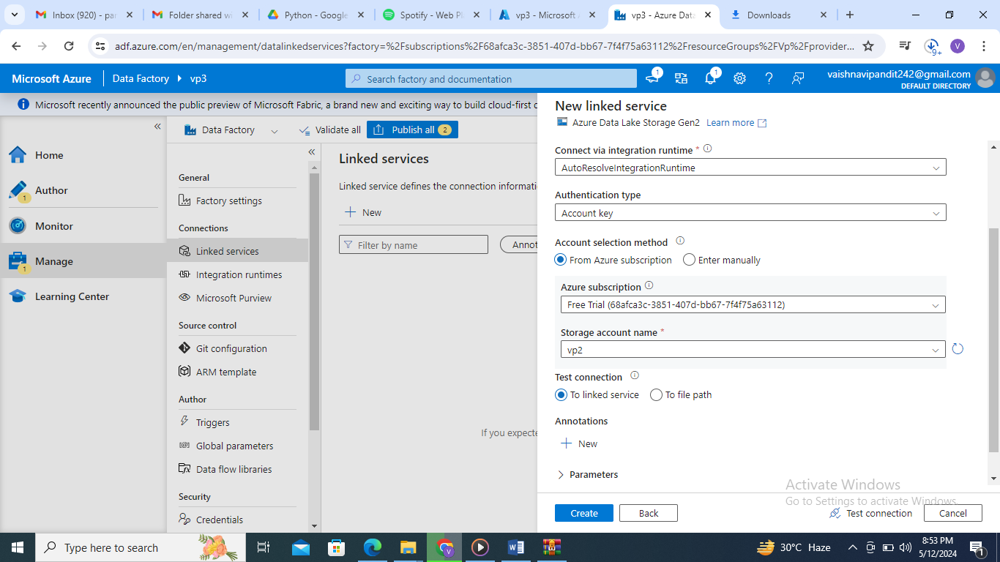 Inbox (920) - pa
Folder shared wi
Python - Google
Spotify - Web Pl
vp3 - Microsoft
vp3 - Azure Data
Downloads
adf.azure.com/en/management/datalinkedservices?factory=%2Fsubscriptions%2F68afca3c-3851-407d-bb67-7f4f75a63112%2FresourceGroups%2FVp%2Fprovider...
9+
V
Microsoft Azure
Data Factory
vp3
Search factory and documentation
1
1
vaishnavipandit242@gmail.com
DEFAULT DIRECTORY
Microsoft recently announced the public preview of Microsoft Fabric, a brand new and exciting way to build cloud-first
Home
Author
1
Monitor
Manage
1
Learning Center
Data Factory
Validate all
Publish all 2
General
Factory settings
Connections
Linked services
Integration runtimes
Microsoft Purview
Source control
Git configuration
ARM template
Author
Triggers
Global parameters
Data flow libraries
Security
Credentials
Linked services
Linked service defines the connection informati
New
Filter by name
Annot
If you expecte
New linked service
Azure Data Lake Storage Gen2 Learn more
Connect via integration runtime *
AutoResolveIntegrationRuntime
Authentication type
Account key
Account selection method
From Azure subscription Enter manually
Azure subscription
Free Trial (68afca3c-3851-407d-bb67-7f4f75a63112)
Storage account name *
vp2
Test connection
To linked service To file path
Annotations
New
Parameters
Activate Windows
Go to Settings to activate Windows.
Create
Back
Test connection
Cancel
Type here to search
30°C Haze
8:53 PM
5/12/2024
1